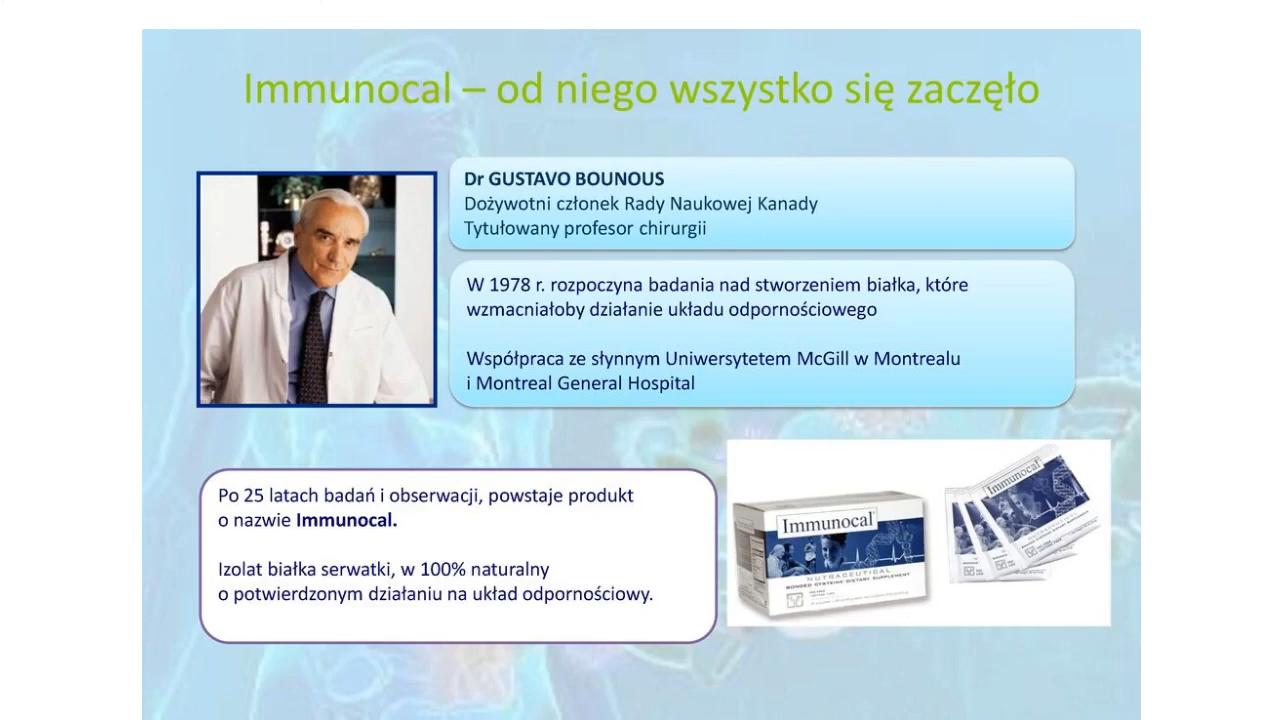 Immunocal – od niego wszystko się zaczęło
Dr GUSTAVO BOUNOUS
Dożywotni członek Rady Naukowej Kanady
Tytułowany profesor chirurgii
W 1978 r. rozpoczyna badania nad stworzeniem białka, które
wzmacniałoby działanie układu odpornościowego
Współpraca ze słynnym Uniwersytetem McGill w Montrealu
i Montreal General Hospital
Po 25 latach badań i obserwacji, powstaje produkt
o nazwie Immunocal.
Izolat białka serwatki, w 100% naturalny
o potwierdzonym działaniu na układ odpornościowy.
Immunocal
NUTRACEUTICAL
BONDED CYSTEINE DIETARY SUPPLEMENT
Immunocal